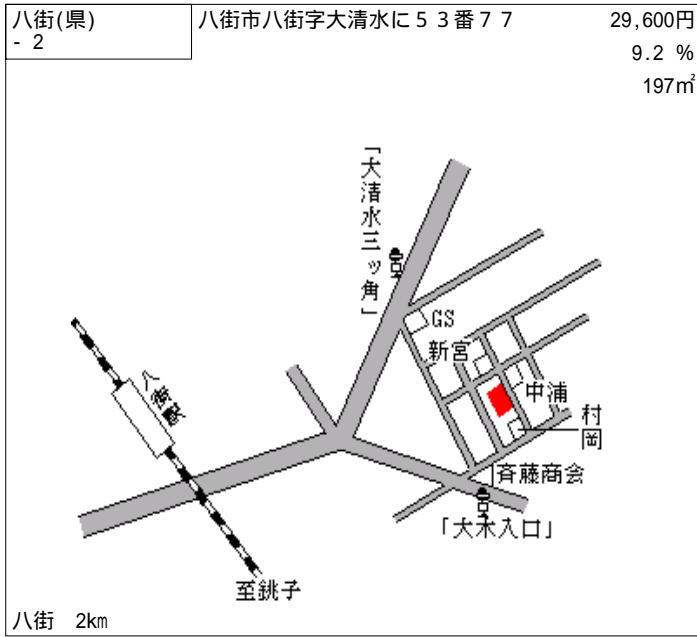 八街(県)
- 2
八街市八街字大清水に５３番７７
29,600円
9.2 %
197㎡
「大清水三ッ角」
GS
新宮
中浦
村岡
八街駅
斉藤商会
「大木入口」
至銚子
八街 2km